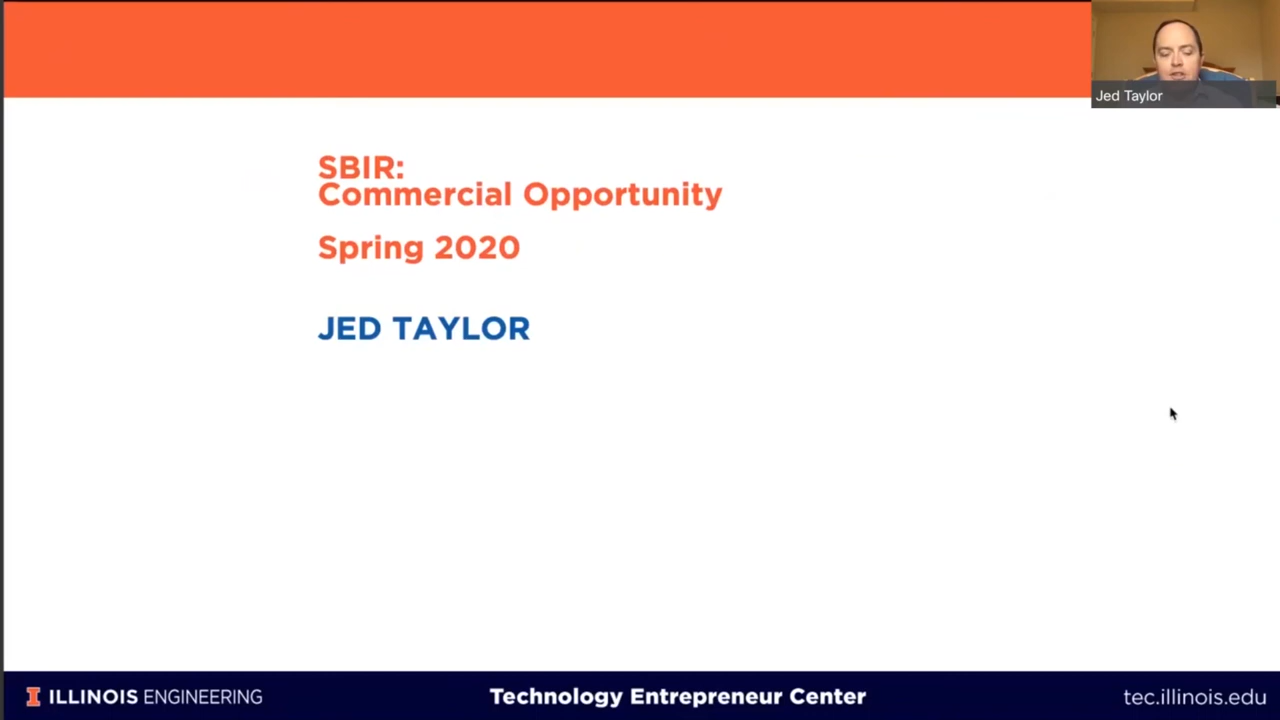 Jed Taylor
SBIR:
Commercial Opportunity
Spring 2020
JED TAYLOR
I ILLINOIS ENGINEERING
Technology Entrepreneur Center
tec.illinois.edu